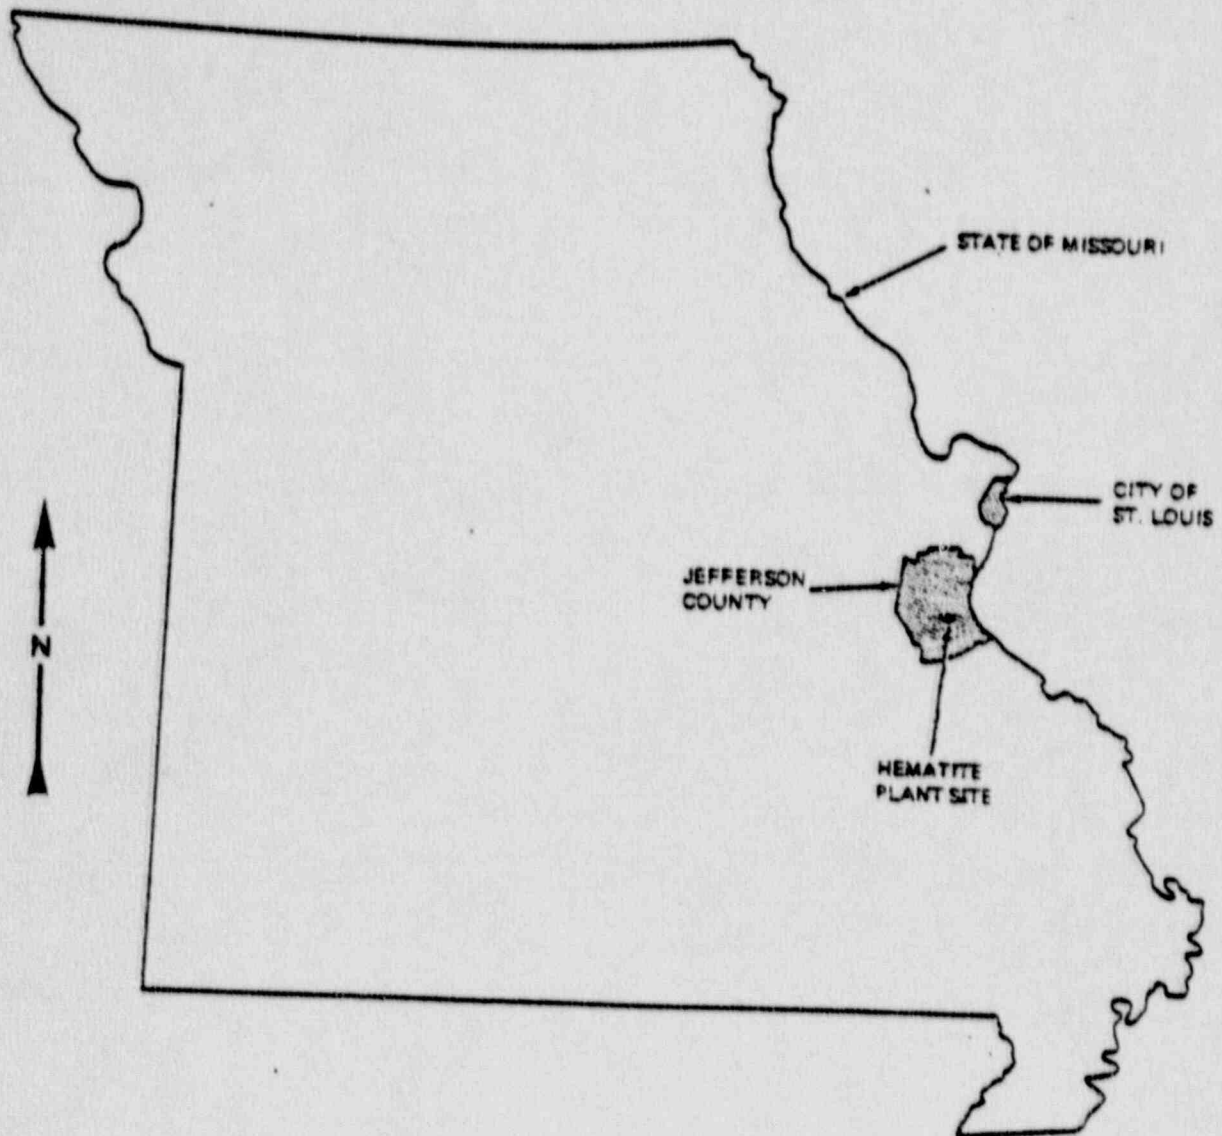 STATE OF MISSOURI
CITY OF
ST. LOUIS
JEFFERSON
COUNTY
N
HEMATITE
PLANT SITE